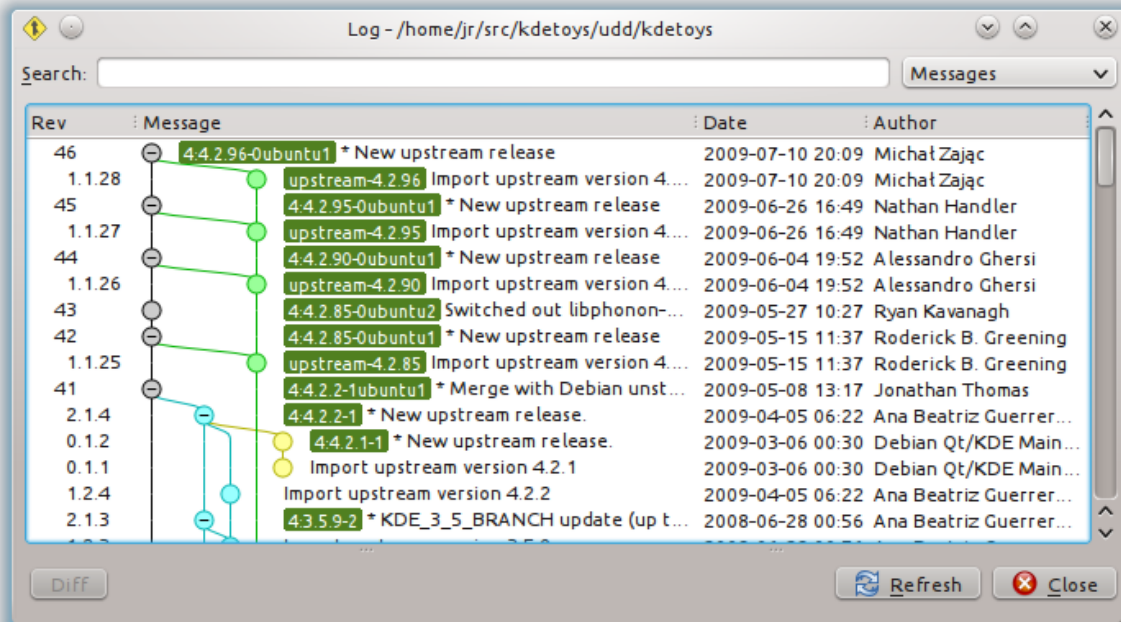 Log - /home/jr/src/kdetoys/udd/kdetoys
Search: Messages
Rev Message Date Author
46 4:4.2.96-0ubuntu1 * New upstream release 2009-07-10 20:09 Michał Zając
1.1.28 upstream-4.2.96 Import upstream version 4.... 2009-07-10 20:09 Michał Zając
45 4:4.2.95-0ubuntu1 * New upstream release 2009-06-26 16:49 Nathan Handler
1.1.27 upstream-4.2.95 Import upstream version 4.... 2009-06-26 16:49 Nathan Handler
44 4:4.2.90-0ubuntu1 * New upstream release 2009-06-04 19:52 Alessandro Ghersi
1.1.26 upstream-4.2.90 Import upstream version 4.... 2009-06-04 19:52 Alessandro Ghersi
43 4:4.2.85-0ubuntu2 Switched out libphonon-... 2009-05-27 10:27 Ryan Kavanagh
42 4:4.2.85-0ubuntu1 * New upstream release 2009-05-15 11:37 Roderick B. Greening
1.1.25 upstream-4.2.85 Import upstream version 4.... 2009-05-15 11:37 Roderick B. Greening
41 4:4.2.2-1ubuntu1 * Merge with Debian unst... 2009-05-08 13:17 Jonathan Thomas
2.1.4 4:4.2.2-1 * New upstream release. 2009-04-05 06:22 Ana Beatriz Guerrer...
0.1.2 4:4.2.1-1 * New upstream release. 2009-03-06 00:30 Debian Qt/KDE Main...
0.1.1 Import upstream version 4.2.1 2009-03-06 00:30 Debian Qt/KDE Main...
1.2.4 Import upstream version 4.2.2 2009-04-05 06:22 Ana Beatriz Guerrer...
2.1.3 4:3.5.9-2 * KDE_3_5_BRANCH update (up t... 2008-06-28 00:56 Ana Beatriz Guerrer...
Diff Refresh Close